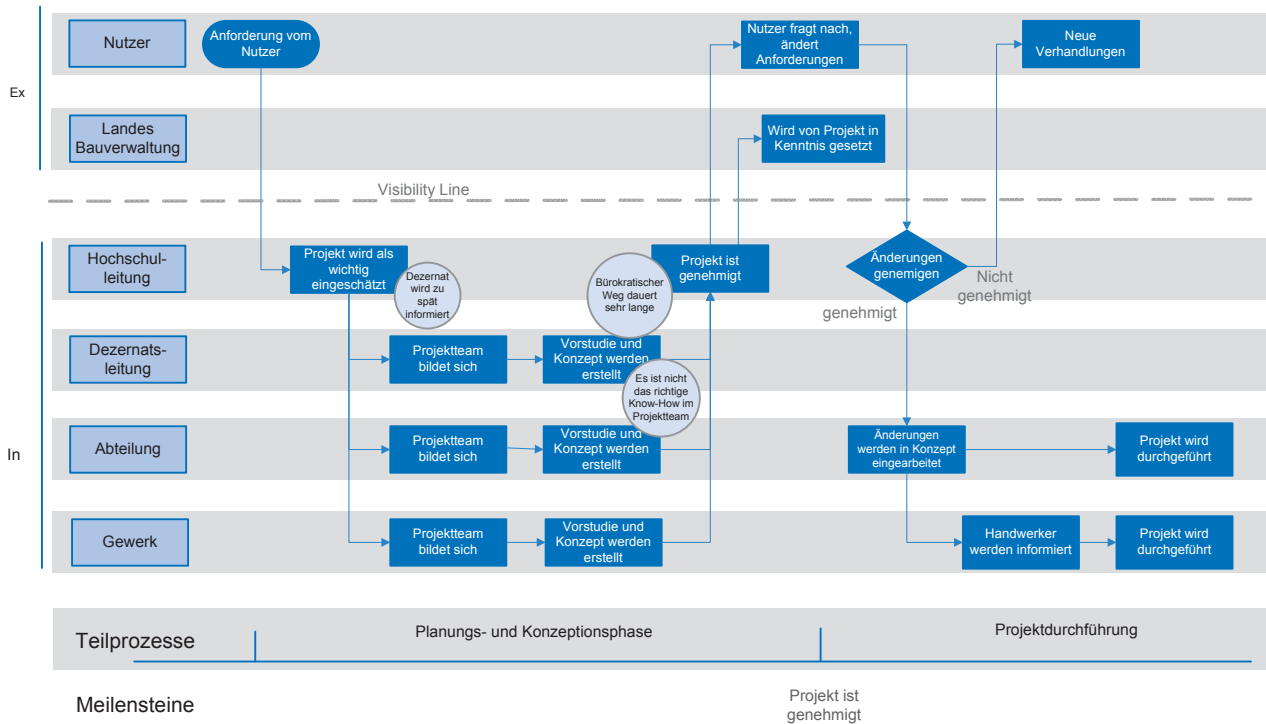 Ex
Nutzer
Anforderung vom
Nutzer
Nutzer fragt nach,
ändert
Anforderungen
Neue
Verhandlungen
Landes
Bauverwaltung
Wird von Projekt in
Kenntnis gesetzt
Visibility Line
In
Hochschul-
leitung
Projekt wird als
wichtig
eingeschätzt
Dezernat
wird zu
spät
informiert
Bürokratischer
Weg dauert
sehr lange
Projekt ist
genehmigt
Änderungen
genemigen
Nicht
genehmigt
genehmigt
Dezernats-
leitung
Projektteam
bildet sich
Vorstudie und
Konzept werden
erstellt
Es ist nicht
das richtige
Know-How im
Projektteam
Abteilung
Projektteam
bildet sich
Vorstudie und
Konzept werden
erstellt
Änderungen
werden in Konzept
eingearbeitet
Projekt wird
durchgeführt
Gewerk
Projektteam
bildet sich
Vorstudie und
Konzept werden
erstellt
Handwerker
werden informiert
Projekt wird
durchgeführt
Teilprozesse
Planungs- und Konzeptionsphase
Projektdurchführung
Meilensteine
Projekt ist
genehmigt